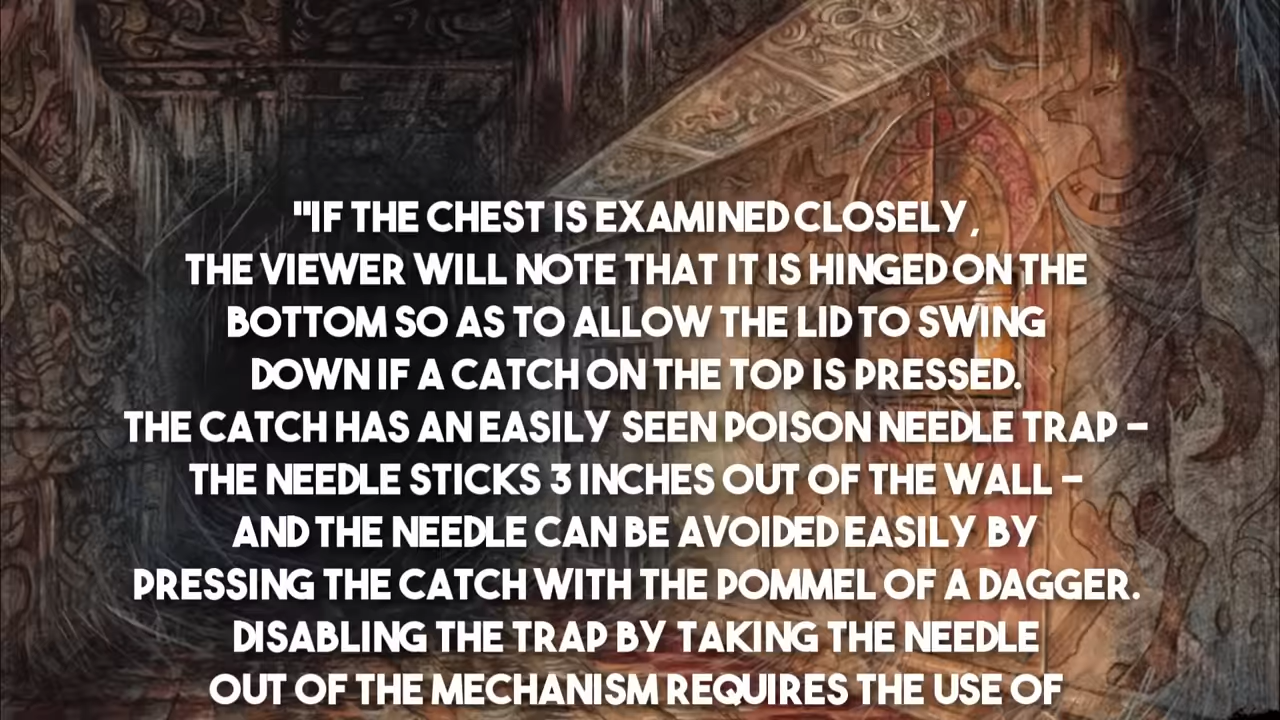 "IF THE CHEST IS EXAMINED CLOSELY,
THE VIEWER WILL NOTE THAT IT IS HINGED ON THE
BOTTOM SO AS TO ALLOW THE LID TO SWING
DOWN IF A CATCH ON THE TOP IS PRESSED.
THE CATCH HAS AN EASILY SEEN POISON NEEDLE TRAP –
THE NEEDLE STICKS 3 INCHES OUT OF THE WALL –
AND THE NEEDLE CAN BE AVOIDED EASILY BY
PRESSING THE CATCH WITH THE POMMEL OF A DAGGER.
DISABLING THE TRAP BY TAKING THE NEEDLE
OUT OF THE MECHANISM REQUIRES THE USE OF